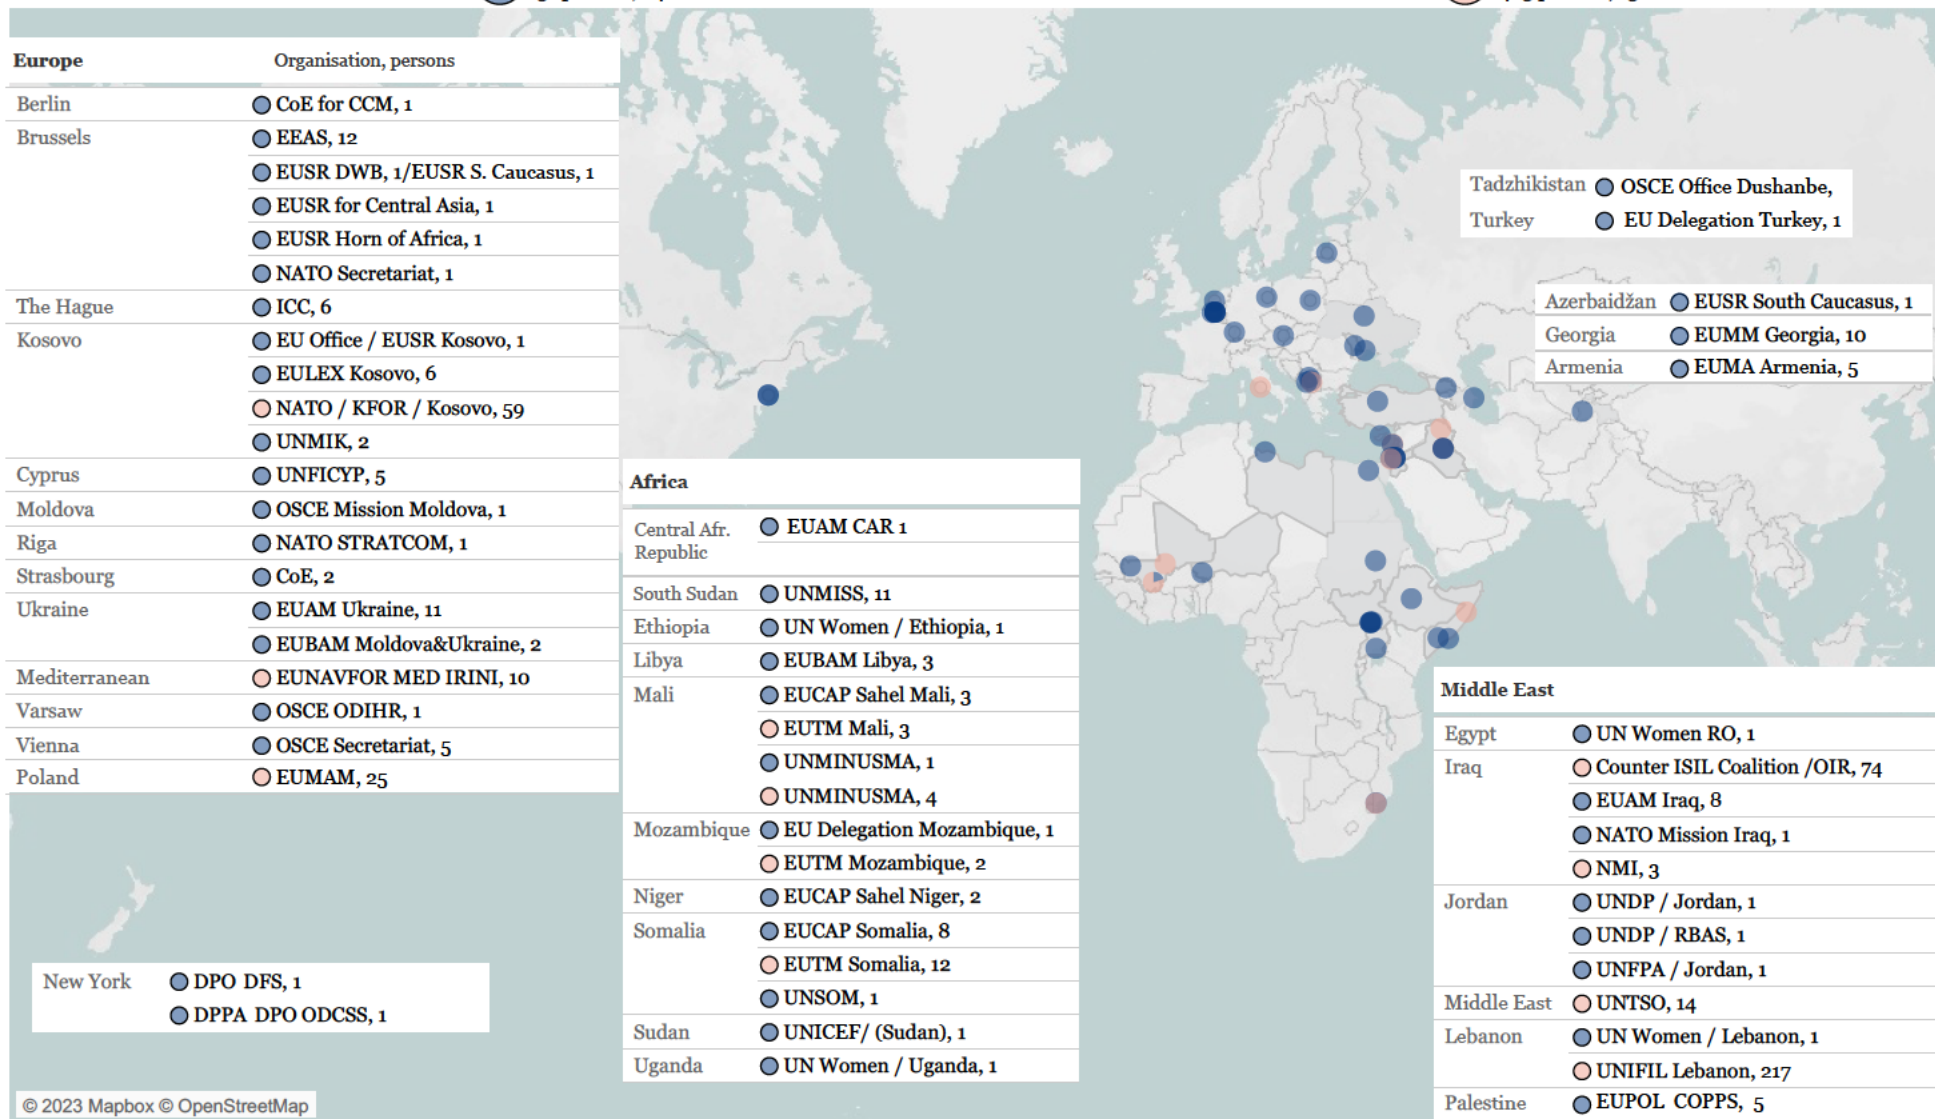 Europe Organisation, persons
Berlin CoE for CCM, 1
Brussels EEAS, 12
EUSR DWB, 1/EUSR S. Caucasus, 1
EUSR for Central Asia, 1
EUSR Horn of Africa, 1
NATO Secretariat, 1
The Hague ICC, 6
Kosovo EU Office / EUSR Kosovo, 1
EULEX Kosovo, 6
NATO / KFOR / Kosovo, 59
UNMIK, 2
Cyprus UNFICYP, 5
Moldova OSCE Mission Moldova, 1
Riga NATO STRATCOM, 1
Strasbourg CoE, 2
Ukraine EUAM Ukraine, 11
EUBAM Moldova&Ukraine, 2
Mediterranean EUNAVFOR MED IRINI, 10
Varsaw OSCE ODIHR, 1
Vienna OSCE Secretariat, 5
Poland EUMAM, 25
New York DPO DFS, 1
DPPA DPO ODCSS, 1
© 2023 Mapbox © OpenStreetMap
Africa
Central Afr. EUAM CAR 1
Republic
South Sudan UNMISS, 11
Ethiopia UN Women / Ethiopia, 1
Libya EUBAM Libya, 3
Mali EUCAP Sahel Mali, 3
EUTM Mali, 3
UNMINUSMA, 1
UNMINUSMA, 4
Mozambique EU Delegation Mozambique, 1
EUTM Mozambique, 2
Niger EUCAP Sahel Niger, 2
Somalia EUCAP Somalia, 8
EUTM Somalia, 12
UNSOM, 1
Sudan UNICEF/ (Sudan), 1
Uganda UN Women / Uganda, 1
Tadzhikistan OSCE Office Dushanbe,
Turkey EU Delegation Turkey, 1
Azerbaidžan EUSR South Caucasus, 1
Georgia EUMM Georgia, 10
Armenia EUMA Armenia, 5
Middle East
Egypt UN Women RO, 1
Iraq Counter ISIL Coalition /OIR, 74
EUAM Iraq, 8
NATO Mission Iraq, 1
NMI, 3
Jordan UNDP / Jordan, 1
UNDP / RBAS, 1
UNFPA / Jordan, 1
Middle East UNTSO, 14
Lebanon UN Women / Lebanon, 1
UNIFIL Lebanon, 217
Palestine EUPOL COPPS, 5